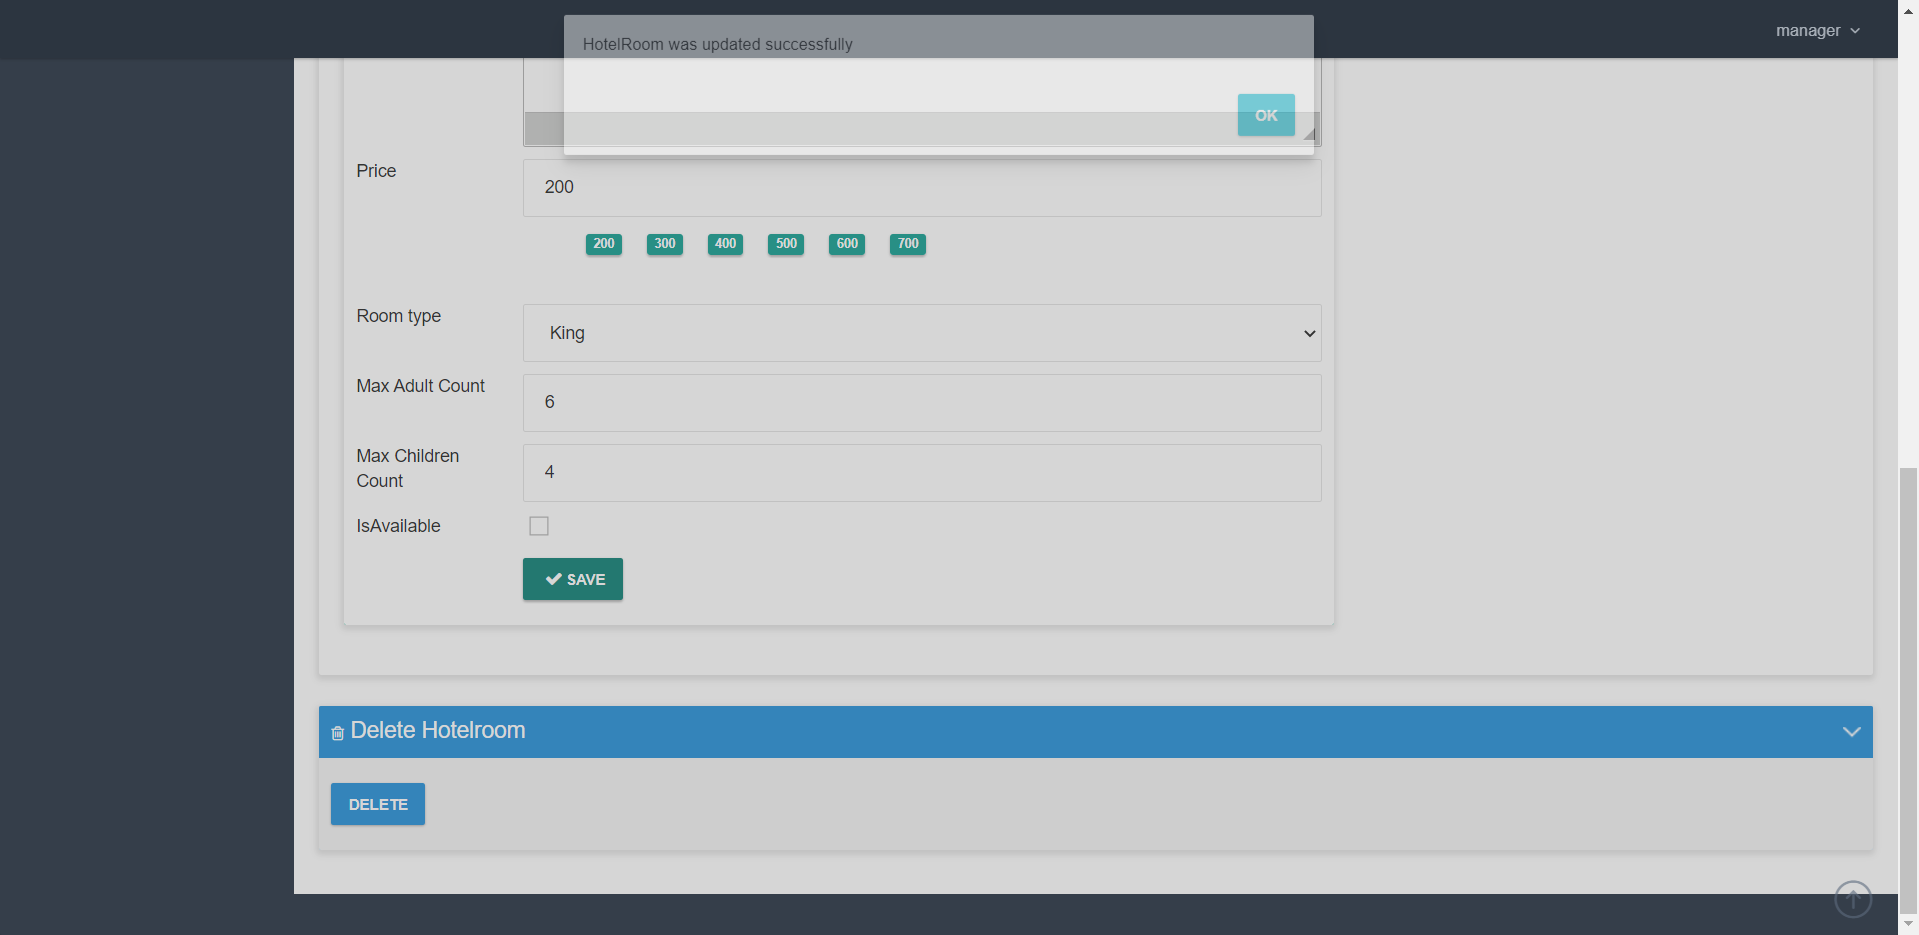 manager
HotelRoom was updated successfully
OK
Price
200
200 300 400 500 600 700
Room type
King
Max Adult Count
6
Max Children
Count
4
IsAvailable
SAVE
Delete Hotelroom
DELETE